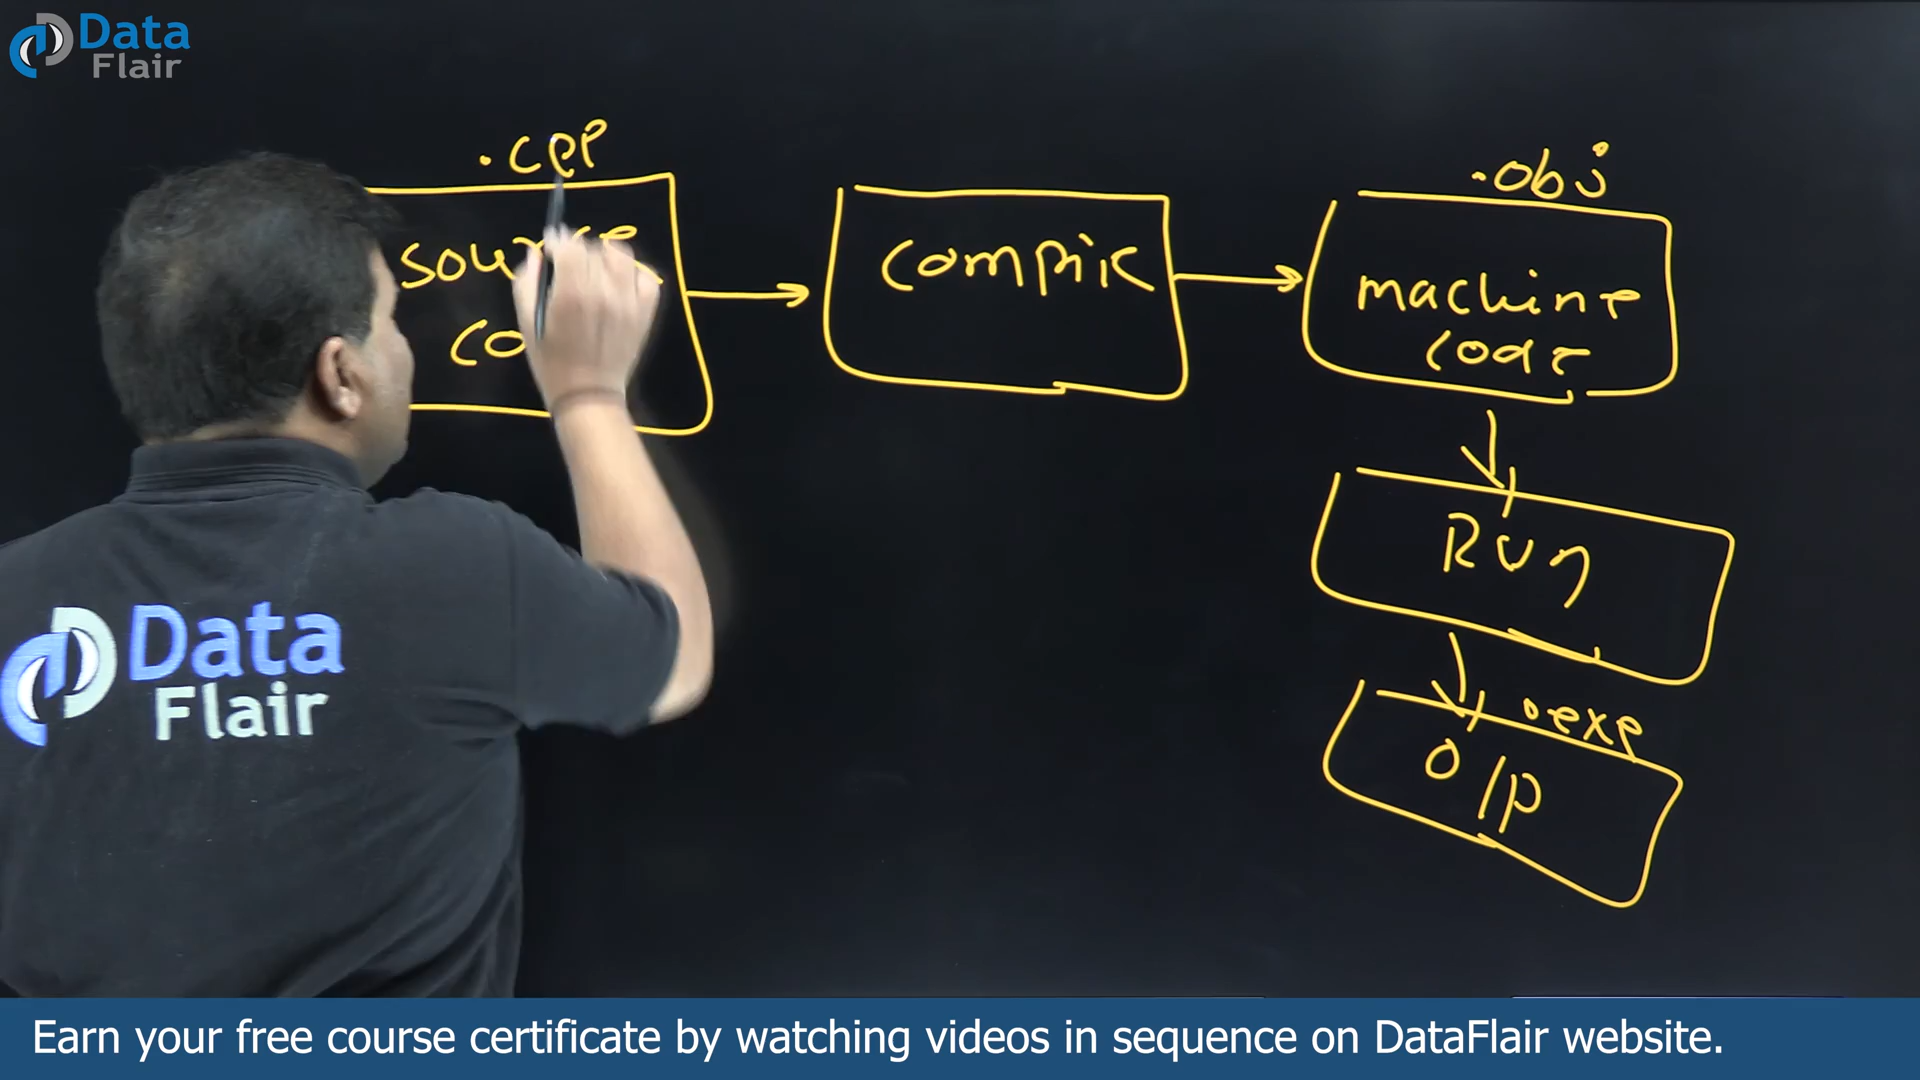 Data
Flair
.cpp
source
.obj
machine
code
Run
.exe
O/P
Data
Flair
Earn your free course certificate by watching videos in sequence on DataFlair website.